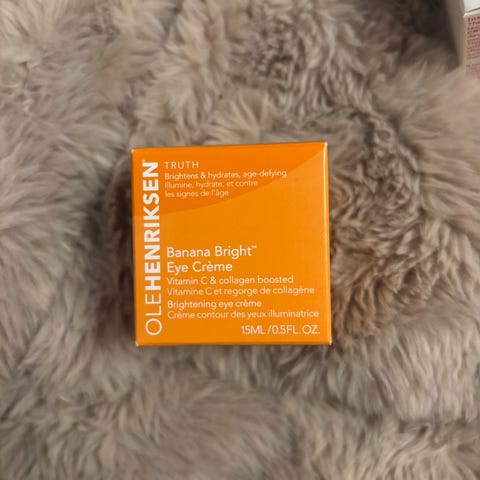 OLEHENRIKSEN™
TRUTH
Brightens & hydrates, age-defying
Illumine, hydrate, et contre
les signes de l'âge
Banana Bright™
Eye Crème
Vitamin C & collagen boosted
Vitamine C et regorge de collagène
Brightening eye crème
Crème contour des yeux illuminatrice
15ML/0.5FL.OZ.